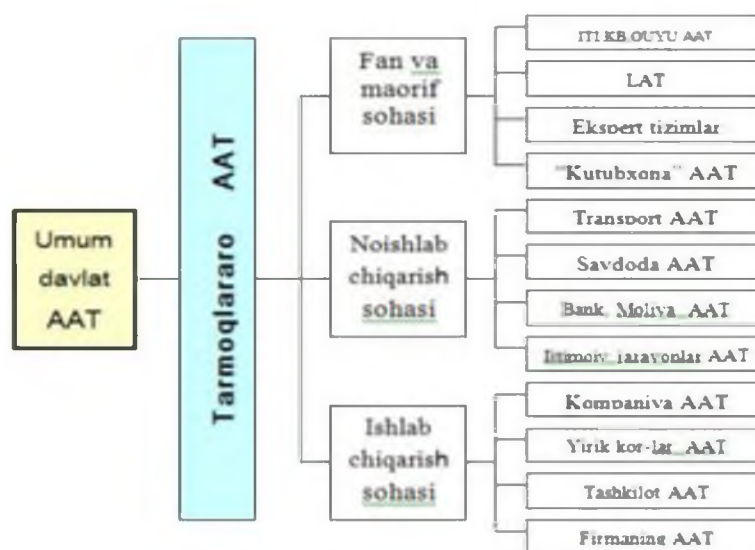 Umum
davlat
AAT
Tarmoqlararo AAT
Fan va
maorif
sohasi
Noishlab
chiqarish
sohasi
Ishlab
chiqarish
sohasi
AAT
LAT
Ekspert tizimlar
"Kutubxona" AAT
Transport AAT
Savdoda AAT
Bank, Moliya AAT
Ijtimoiy jarayonlar AAT
Kompaniya AAT
Yirik kor-lar AAT
Tashkilot AAT
Firmaning AAT